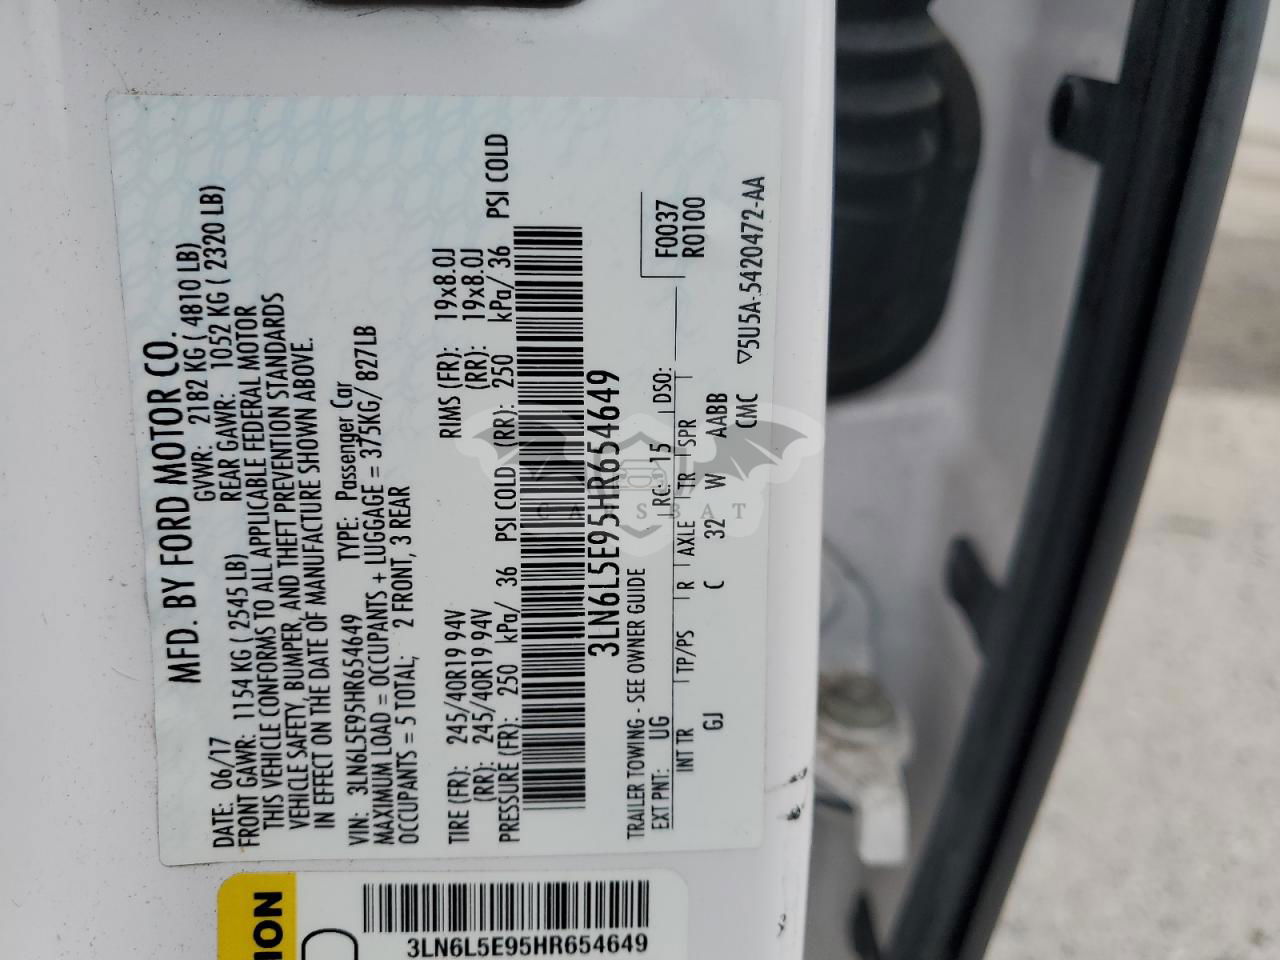 MFD. BY FORD MOTOR CO.
DATE: 06/17 GVWR: 2182 KG ( 4810 LB)
FRONT GAWR: 1154 KG ( 2545 LB) REAR GAWR: 1052 KG ( 2320 LB)
THIS VEHICLE CONFORMS TO ALL APPLICABLE FEDERAL MOTOR
VEHICLE SAFETY, BUMPER, AND THEFT PREVENTION STANDARDS
IN EFFECT ON THE DATE OF MANUFACTURE SHOWN ABOVE.
VIN: 3LN6L5E95HR654649 TYPE: Passenger Car
MAXIMUM LOAD = OCCUPANTS + LUGGAGE = 375KG/ 827LB
OCCUPANTS = 5 TOTAL, 2 FRONT, 3 REAR
TIRE (FR): 245/40R19 94V RIMS (FR): 19x8.0J
(RR): 245/40R19 94V (RR): 19x8.0J
PRESSURE (FR): 250 kPa/ 36 PSI COLD (RR): 250 kPa/ 36 PSI COLD
3LN6L5E95HR654649
TRAILER TOWING - SEE OWNER GUIDE F0037
EXT PNT: UG RC: 15 DSO: R0100
INT TR TP/PS R AXLE TR SPR
GJ C 32 W AABB
CMC ▽5U5A-5420472-AA
CARSBAT
ION
3LN6L5E95HR654649